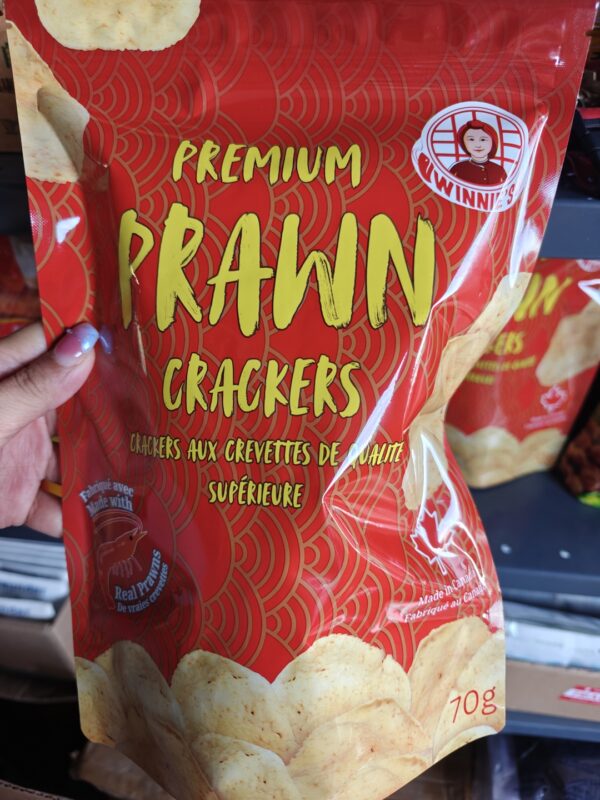 WINNIE'S
PREMIUM
PRAWN
CRACKERS
CRACKERS AUX CREVETTES DE QUALITÉ
SUPÉRIEURE
Fabriqué avec
Made with
Real Prawns
De vraies crevettes
Made in Canada
Fabriqué au Canada
70g